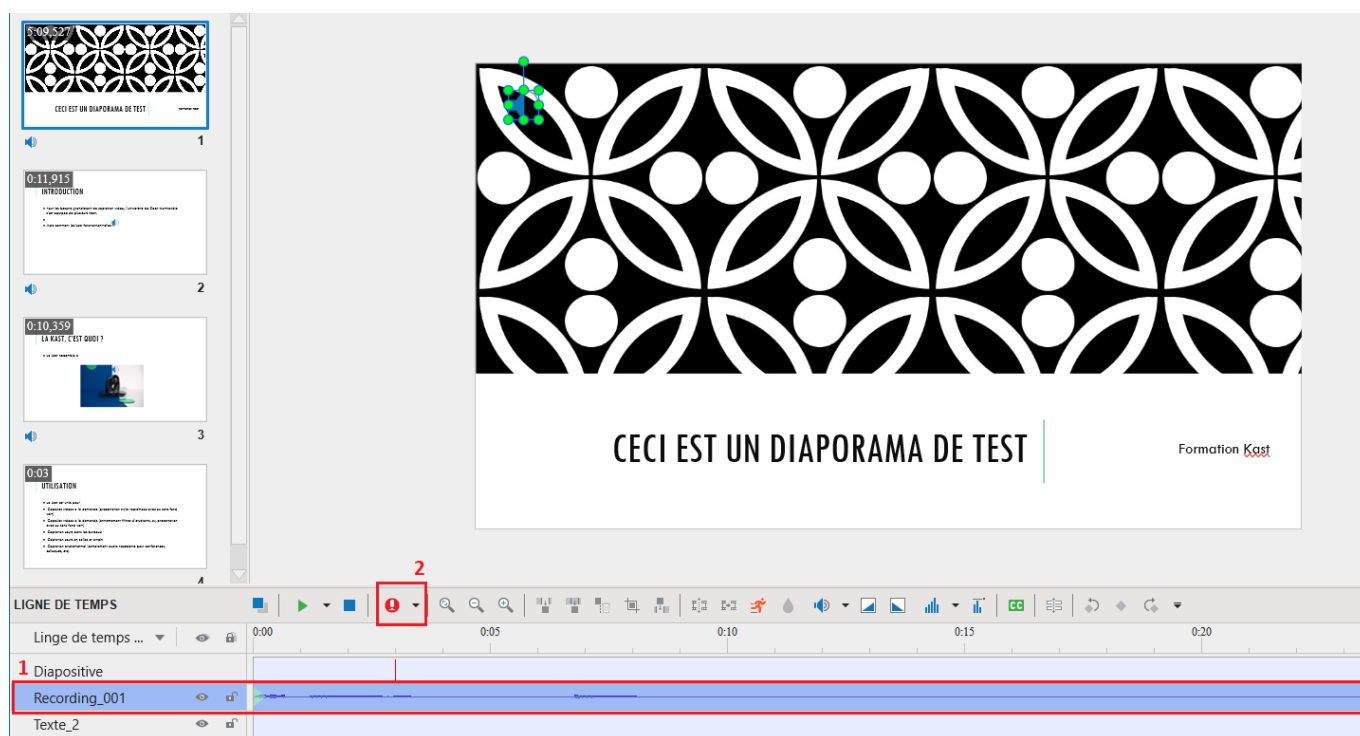 5:09,527
CECI EST UN DIAPORAMA DE TEST
1
0:11,915
INTRODUCTION
2
0:10,359
LA KAST, C'EST QUOI ?
3
0:03
UTILISATION
4
CECI EST UN DIAPORAMA DE TEST
Formation Kast
2
LIGNE DE TEMPS
CC
Linge de temps ...
0:00
0:05
0:10
0:15
0:20
1
Diapositive
Recording_001
Texte_2